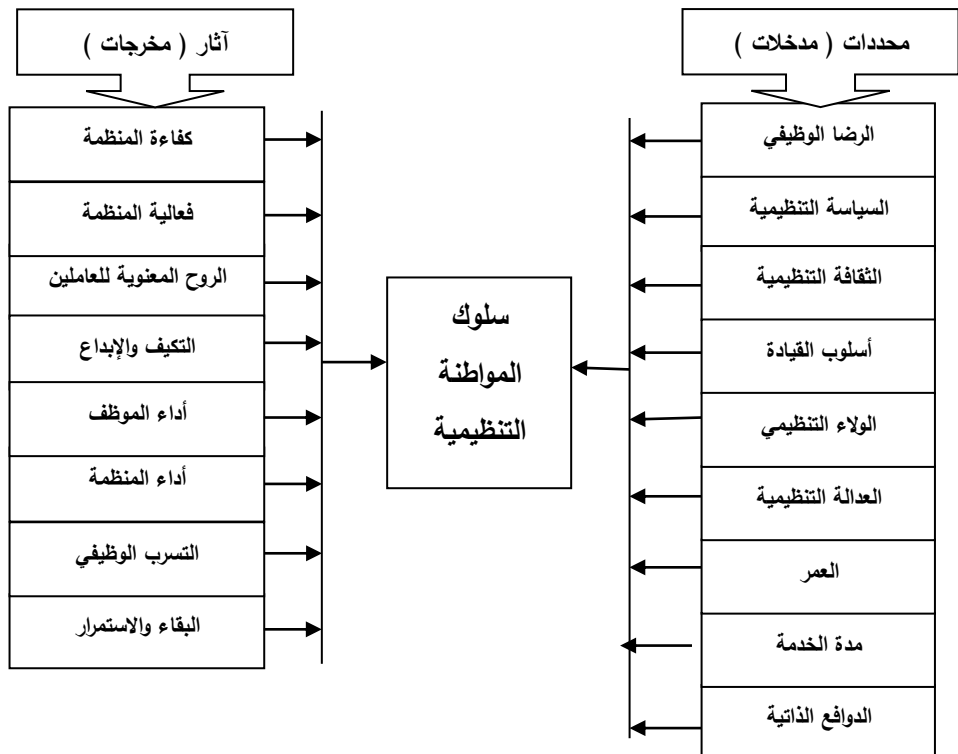 محددات ( مدخلات )
الرضا الوظيفي
السياسة التنظيمية
الثقافة التنظيمية
أسلوب القيادة
الولاء التنظيمي
العدالة التنظيمية
العمر
مدة الخدمة
الدوافع الذاتية
سلوك
المواطنة
التنظيمية
آثار ( مخرجات )
كفاءة المنظمة
فعالية المنظمة
الروح المعنوية للعاملين
التكيف والإبداع
أداء الموظف
أداء المنظمة
التسرب الوظيفي
البقاء والاستمرار